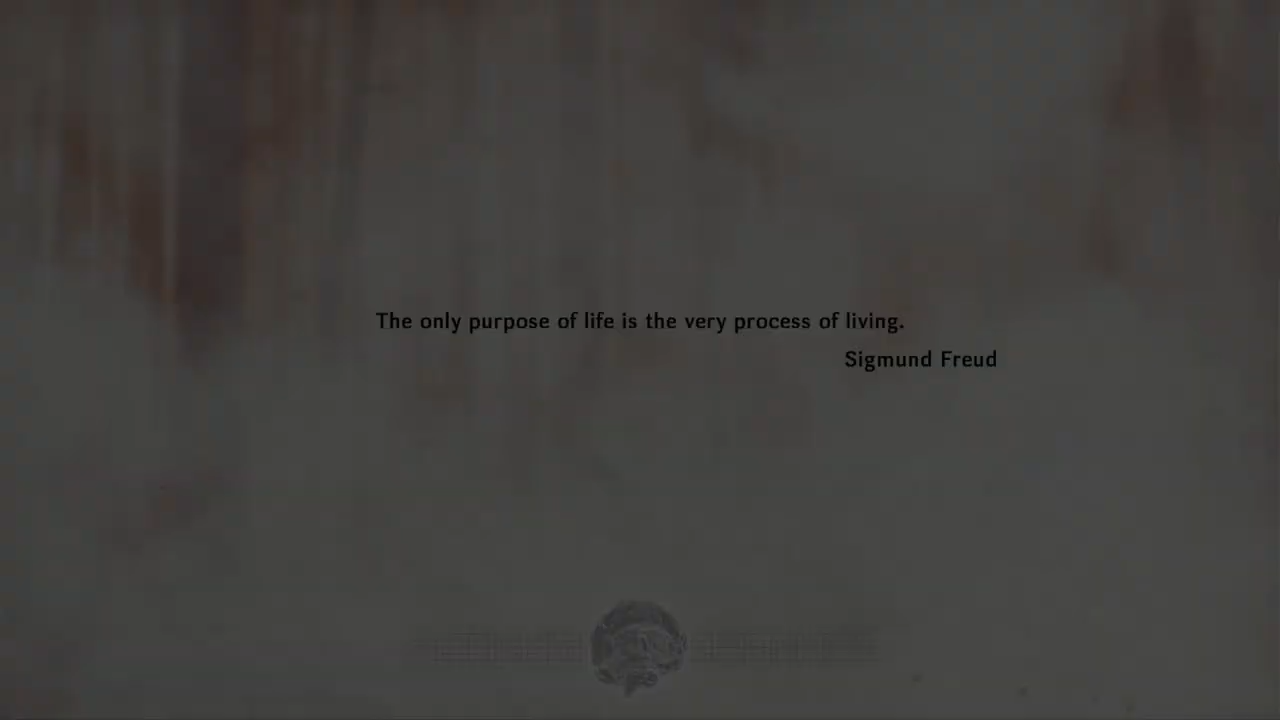 The only purpose of life is the very process of living.
Sigmund Freud